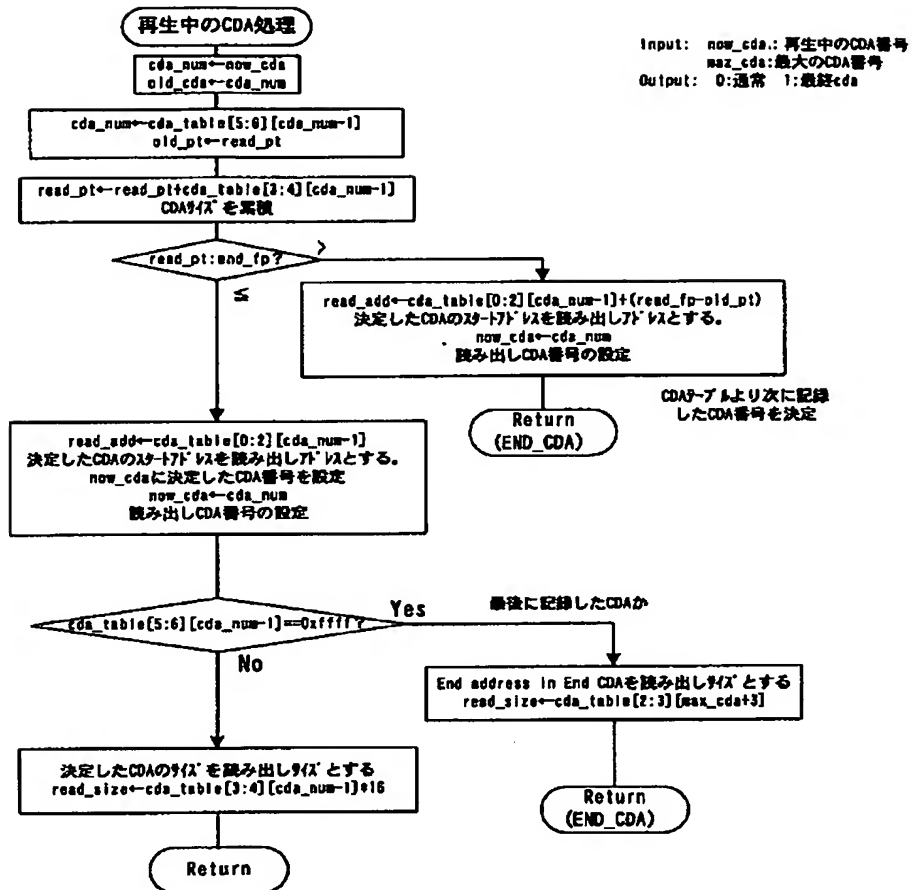 再生中のCDA処理
Input: now_cda.: 再生中のCDA番号
maz_cda:最大のCDA番号
Output: 0:通常 1:最終cda
cda_num←now_cda
old_cda←cda_num
cda_num←cda_table[5:6][cda_num-1]
old_pt←read_pt
read_pt←read_pt+cda_table[3:4][cda_num-1]
CDAサイズを累積
read_pt:end_fp?
>
≦
read_add←cda_table[0:2][cda_num-1]+(read_fp-old_pt)
決定したCDAのスタートアドレスを読み出しアドレスとする。
now_cda←cda_num
読み出しCDA番号の設定
CDAテーブルより次に記録
したCDA番号を決定
Return
(END_CDA)
read_add←cda_table[0:2][cda_num-1]
決定したCDAのスタートアドレスを読み出しアドレスとする。
now_cdaに決定したCDA番号を設定
now_cda←cda_num
読み出しCDA番号の設定
cda_table[5:6][cda_num-1]==0xffff?
Yes
最後に記録したCDAか
No
End address in End CDAを読み出しサイズとする
read_size←cda_table[2:3][max_cda+3]
決定したCDAのサイズを読み出しサイズとする
read_size←cda_table[3:4][cda_num-1]*16
Return
(END_CDA)
Return